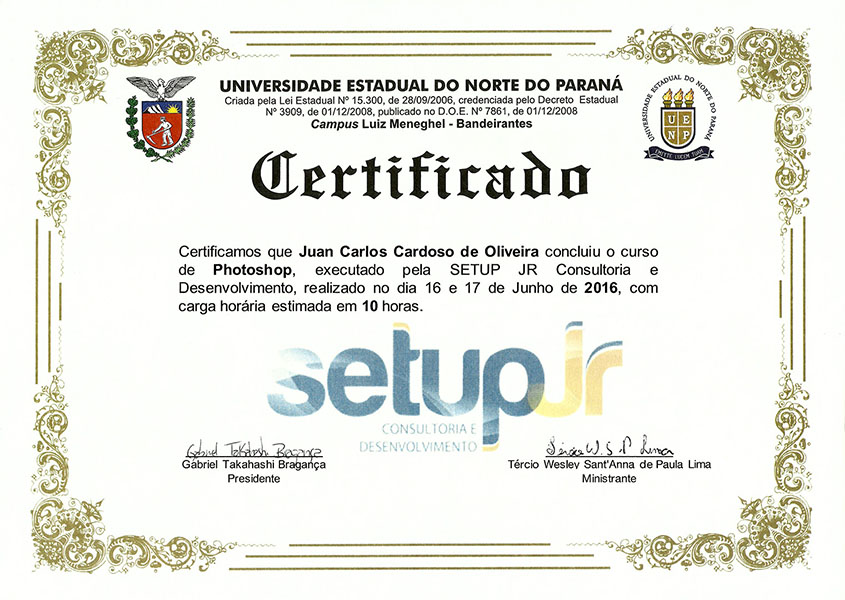 UNIVERSIDADE ESTADUAL DO NORTE DO PARANÁ
Criada pela Lei Estadual Nº 15.300, de 28/09/2006, credenciada pelo Decreto Estadual
Nº 3909, de 01/12/2008, publicado no D.O.E. Nº 7861, de 01/12/2008
Campus Luiz Meneghel - Bandeirantes
UNIVERSIDADE ESTADUAL DO NORTE DO PARANÁ
UENP
EMITTE LUCEM TUAM
Certificado
Certificamos que Juan Carlos Cardoso de Oliveira concluiu o curso
de Photoshop, executado pela SETUP JR Consultoria e
Desenvolvimento, realizado no dia 16 e 17 de Junho de 2016, com
carga horária estimada em 10 horas.
setup jr
CONSULTORIA E
DESENVOLVIMENTO
Gabriel Takahashi Bragança
Gabriel Takahashi Bragança
Presidente
Tércio W. S. P Lima
Tércio Wesley Sant'Anna de Paula Lima
Ministrante